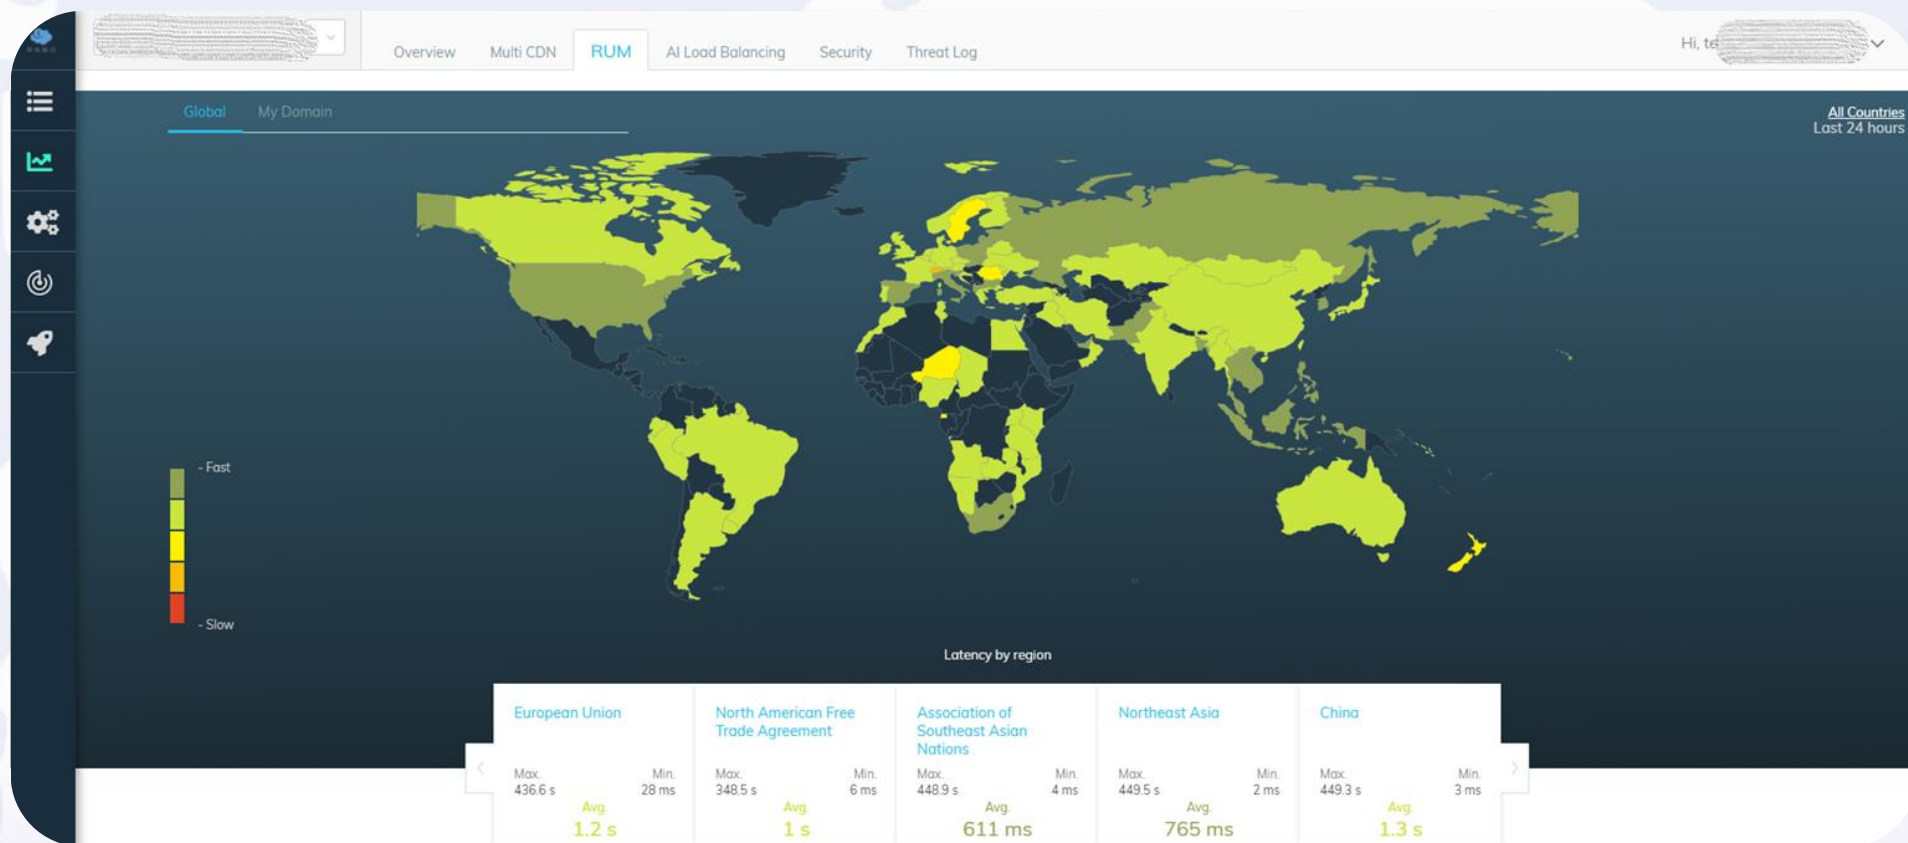 Overview
Multi CDN
RUM
AI Load Balancing
Security
Threat Log
Hi,
Global
My Domain
All Countries
Last 24 hours
- Fast
- Slow
Latency by region
European Union
Max.
436.6 s
Min.
28 ms
Avg.
1.2 s
North American Free
Trade Agreement
Max.
348.5 s
Min.
6 ms
Avg.
1 s
Association of
Southeast Asian
Nations
Max.
448.9 s
Min.
4 ms
Avg.
611 ms
Northeast Asia
Max.
449.5 s
Min.
2 ms
Avg.
765 ms
China
Max.
449.3 s
Min.
3 ms
Avg.
1.3 s